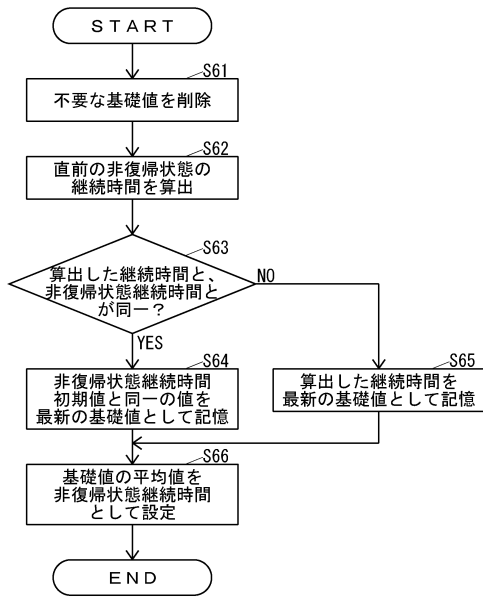 START
S61
不要な基礎値を削除
S62
直前の非復帰状態の
継続時間を算出
S63
算出した継続時間と、
非復帰状態継続時間と
が同一？
NO
YES
S64
非復帰状態継続時間
初期値と同一の値を
最新の基礎値として記憶
S65
算出した継続時間を
最新の基礎値として記憶
S66
基礎値の平均値を
非復帰状態継続時間
として設定
END